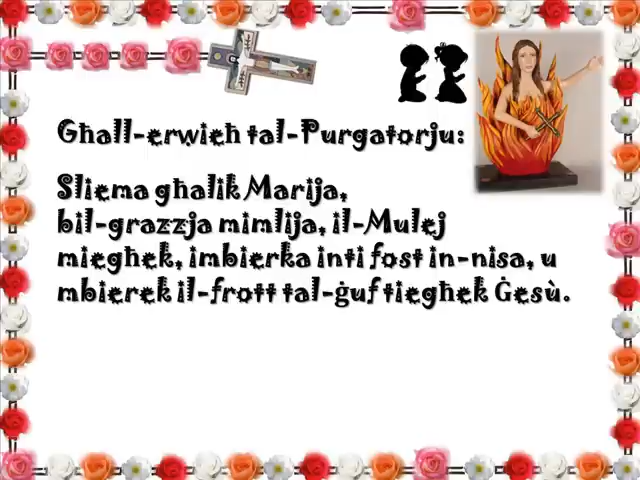 Għall-erwieħ tal-Purgatorju:
Sliema għalik Marija,
bil-grazzja mimlija, il-Mulej
miegħek, imbierka inti fost in-nisa, u
mbierek il-frott tal-ġuf tiegħek Ġesù.